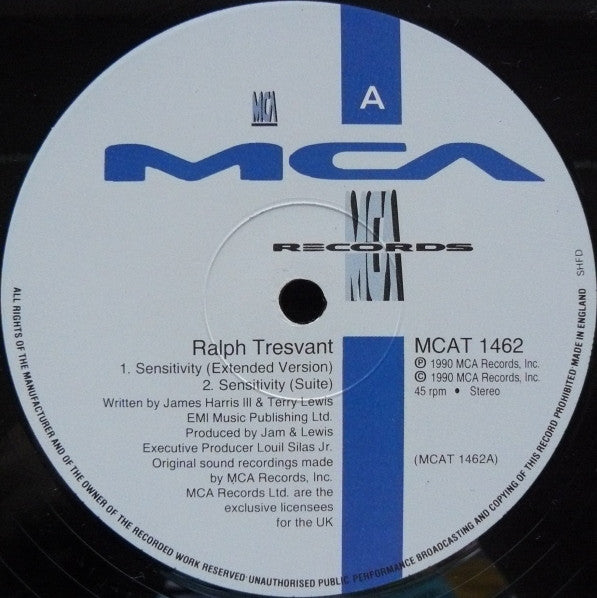 A
MCA
MCA
MCA
RECORDS
Ralph Tresvant
1. Sensitivity (Extended Version)
2. Sensitivity (Suite)
Written by James Harris III & Terry Lewis
EMI Music Publishing Ltd.
Produced by Jam & Lewis
Executive Producer Louil Silas Jr.
Original sound recordings made
by MCA Records, Inc.
MCA Records Ltd. are the
exclusive licensees
for the UK
MCAT 1462
℗ 1990 MCA Records, Inc.
© 1990 MCA Records, Inc.
45 rpm • Stereo
(MCAT 1462A)
SHFD
ALL RIGHTS OF THE MANUFACTURER AND OF THE OWNER OF THE RECORDED WORK RESERVED·UNAUTHORISED PUBLIC PERFORMANCE BROADCASTING AND COPYING OF THIS RECORD PROHIBITED·MADE IN ENGLAND